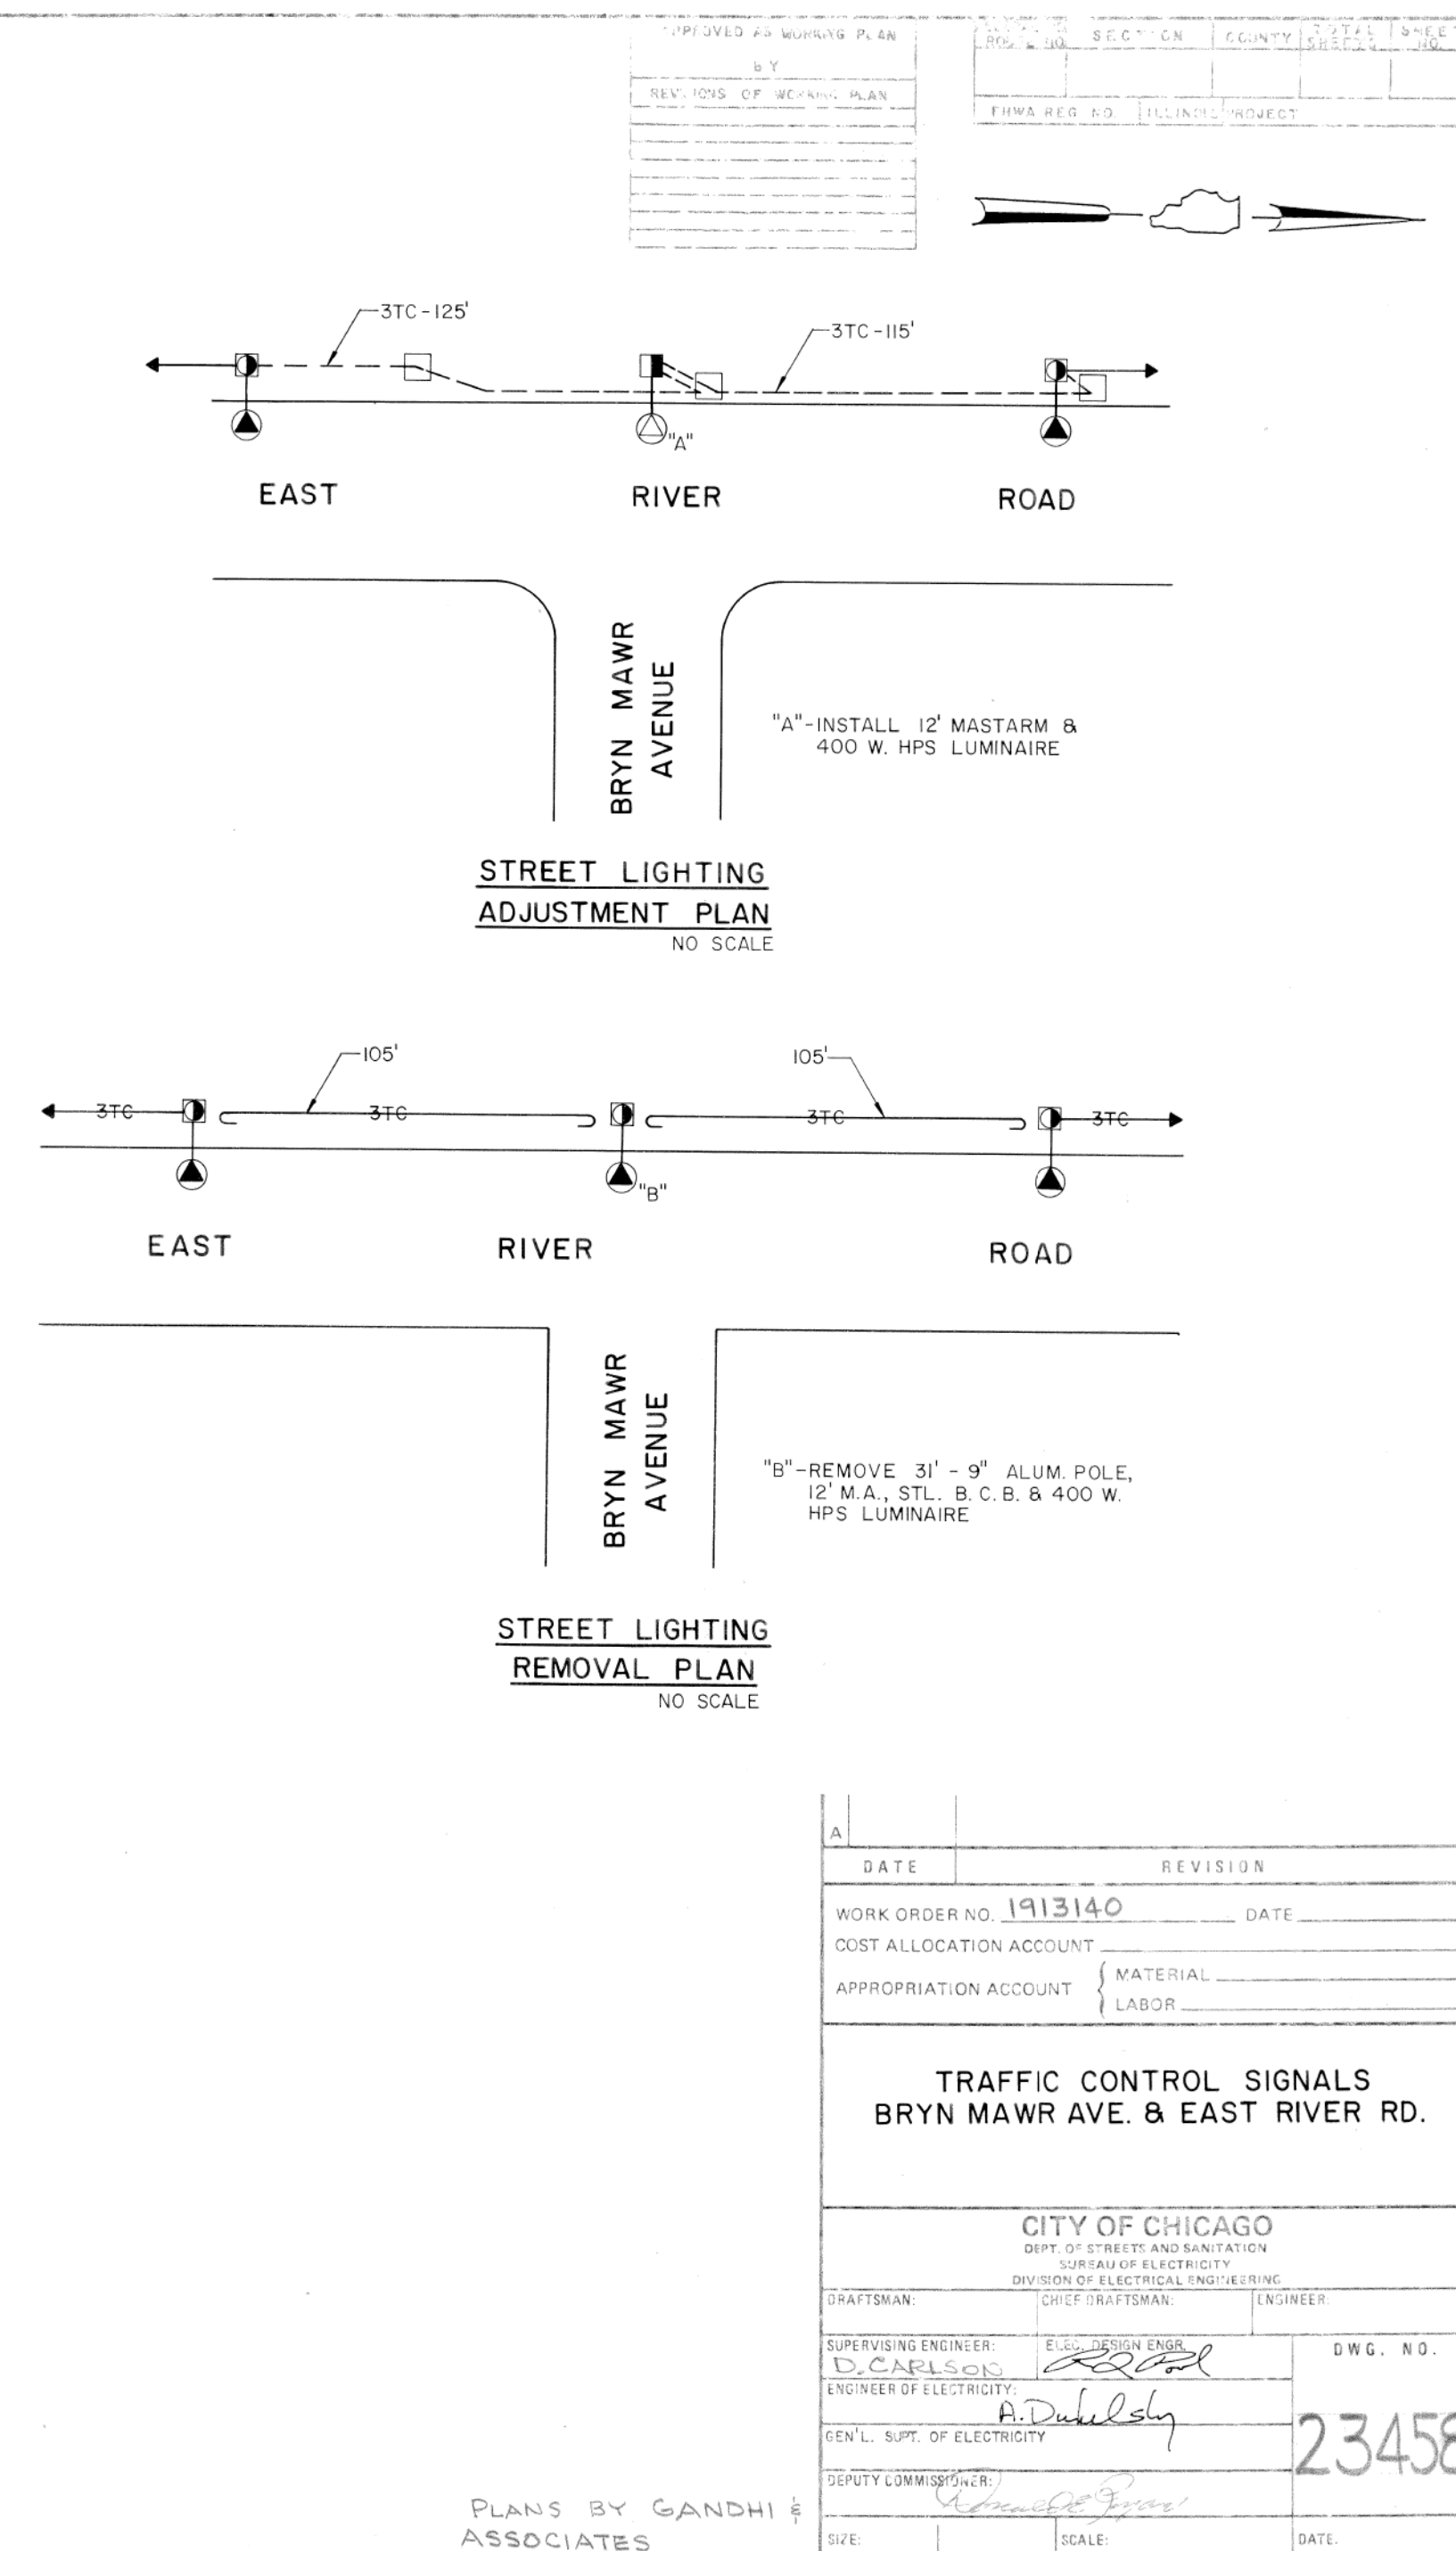 APPROVED AS WORKING PLAN
BY
REVISIONS OF WORKING PLAN
ROUTE NO.
SECTION
COUNTY
TOTAL SHEETS
SHEET NO.
FHWA REG. NO.
ILLINOIS
PROJECT
3TC-125'
3TC-115'
"A"
EAST RIVER ROAD
BRYN MAWR
AVENUE
"A"-INSTALL 12' MASTARM &
400 W. HPS LUMINAIRE
STREET LIGHTING
ADJUSTMENT PLAN
NO SCALE
105'
105'
3TC
3TC
3TC
3TC
"B"
EAST RIVER ROAD
BRYN MAWR
AVENUE
"B"-REMOVE 31' - 9" ALUM. POLE,
12' M.A., STL. B.C.B. & 400 W.
HPS LUMINAIRE
STREET LIGHTING
REMOVAL PLAN
NO SCALE
A
DATE REVISION
WORK ORDER NO. 1913140 DATE
COST ALLOCATION ACCOUNT
APPROPRIATION ACCOUNT
MATERIAL
LABOR
TRAFFIC CONTROL SIGNALS
BRYN MAWR AVE. & EAST RIVER RD.
CITY OF CHICAGO
DEPT. OF STREETS AND SANITATION
BUREAU OF ELECTRICITY
DIVISION OF ELECTRICAL ENGINEERING
DRAFTSMAN: CHIEF DRAFTSMAN: ENGINEER:
SUPERVISING ENGINEER:
D. CARLSON
ELEC. DESIGN ENGR.
DWG. NO.
23458
ENGINEER OF ELECTRICITY:
A. Dukelsky
GEN'L. SUPT. OF ELECTRICITY
DEPUTY COMMISSIONER:
SIZE: SCALE: DATE.
PLANS BY GANDHI &
ASSOCIATES